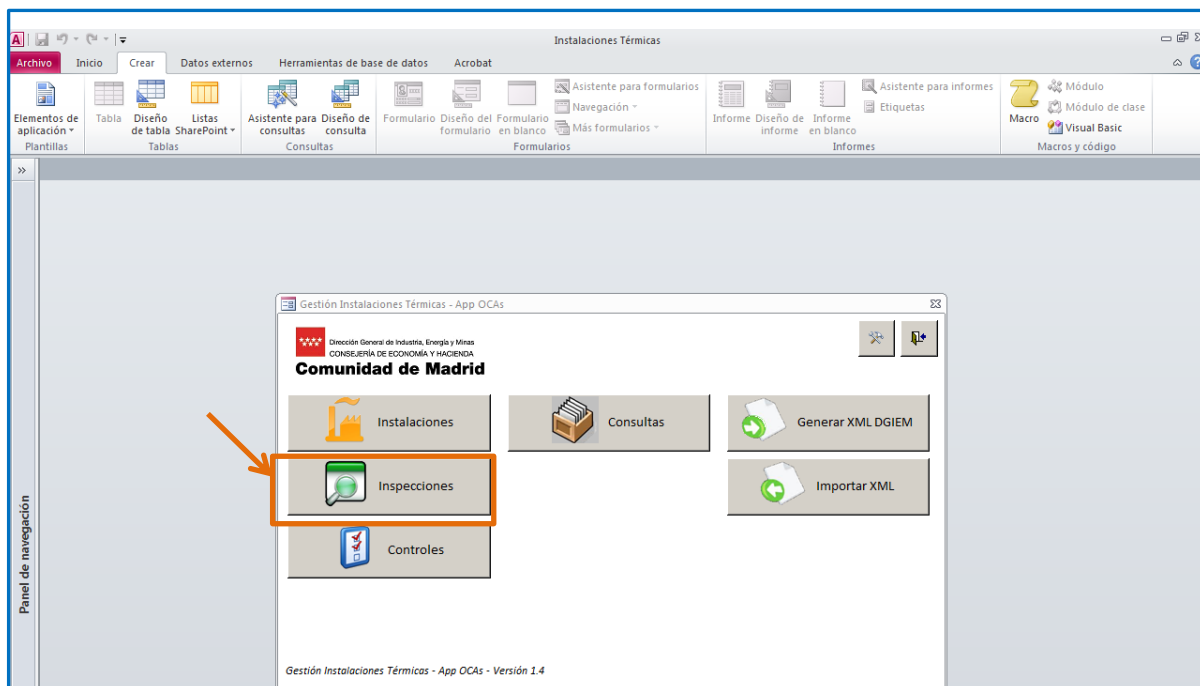 Instalaciones Térmicas
Archivo Inicio Crear Datos externos Herramientas de base de datos Acrobat
Elementos de aplicación
Plantillas
Tabla
Diseño de tabla
Listas SharePoint
Tablas
Asistente para consultas
Diseño de consulta
Consultas
Formulario
Diseño del formulario
Formulario en blanco
Asistente para formularios
Navegación
Más formularios
Formularios
Informe
Diseño de informe
Informe en blanco
Asistente para informes
Etiquetas
Informes
Macro
Módulo
Módulo de clase
Visual Basic
Macros y código
Panel de navegación
Gestión Instalaciones Térmicas - App OCAs
Dirección General de Industria, Energía y Minas
CONSEJERÍA DE ECONOMÍA Y HACIENDA
Comunidad de Madrid
Instalaciones
Consultas
Generar XML DGIEM
Inspecciones
Importar XML
Controles
Gestión Instalaciones Térmicas - App OCAs - Versión 1.4